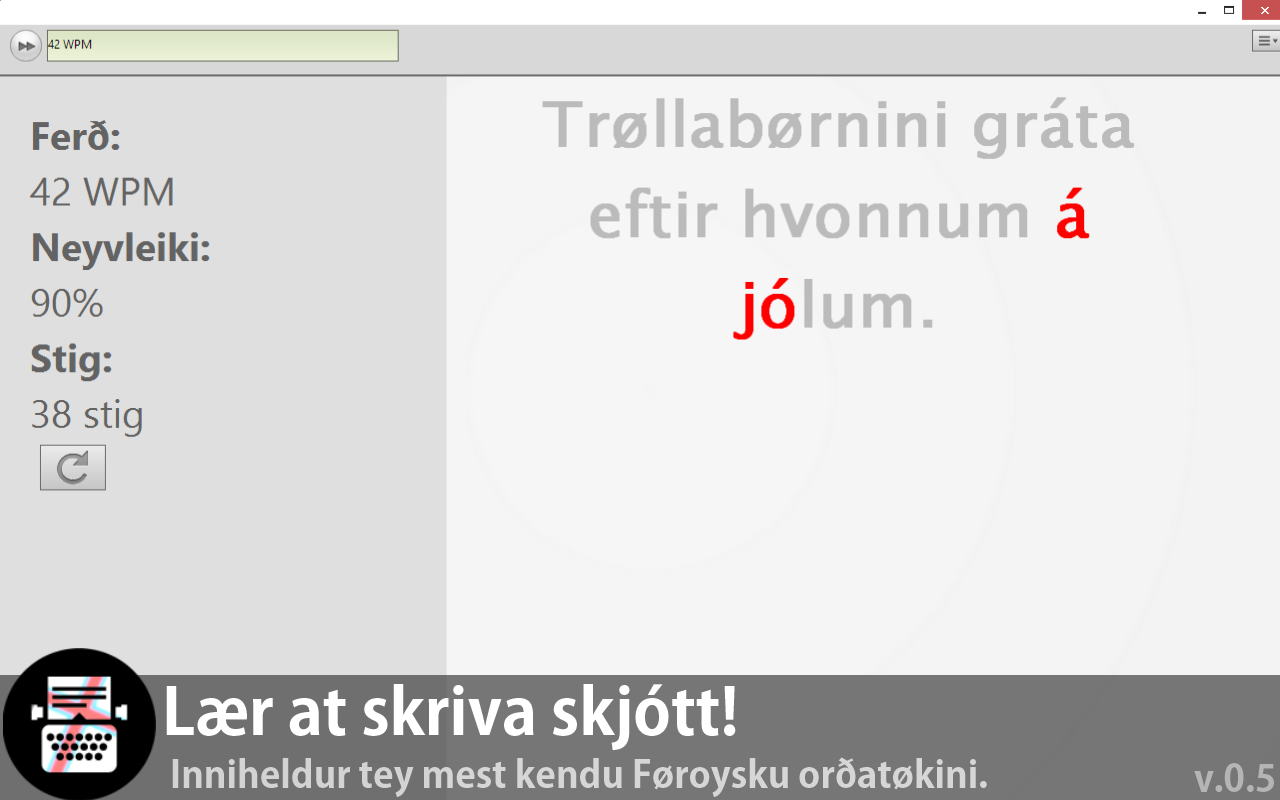 42 WPM
Ferð:
42 WPM
Neyvleiki:
90%
Stig:
38 stig
Trøllabørnini gráta
eftir hvonnum á
jólum.
Lær at skriva skjótt!
Inniheldur tey mest kendu Føroysku orðatøkini.
v.0.5